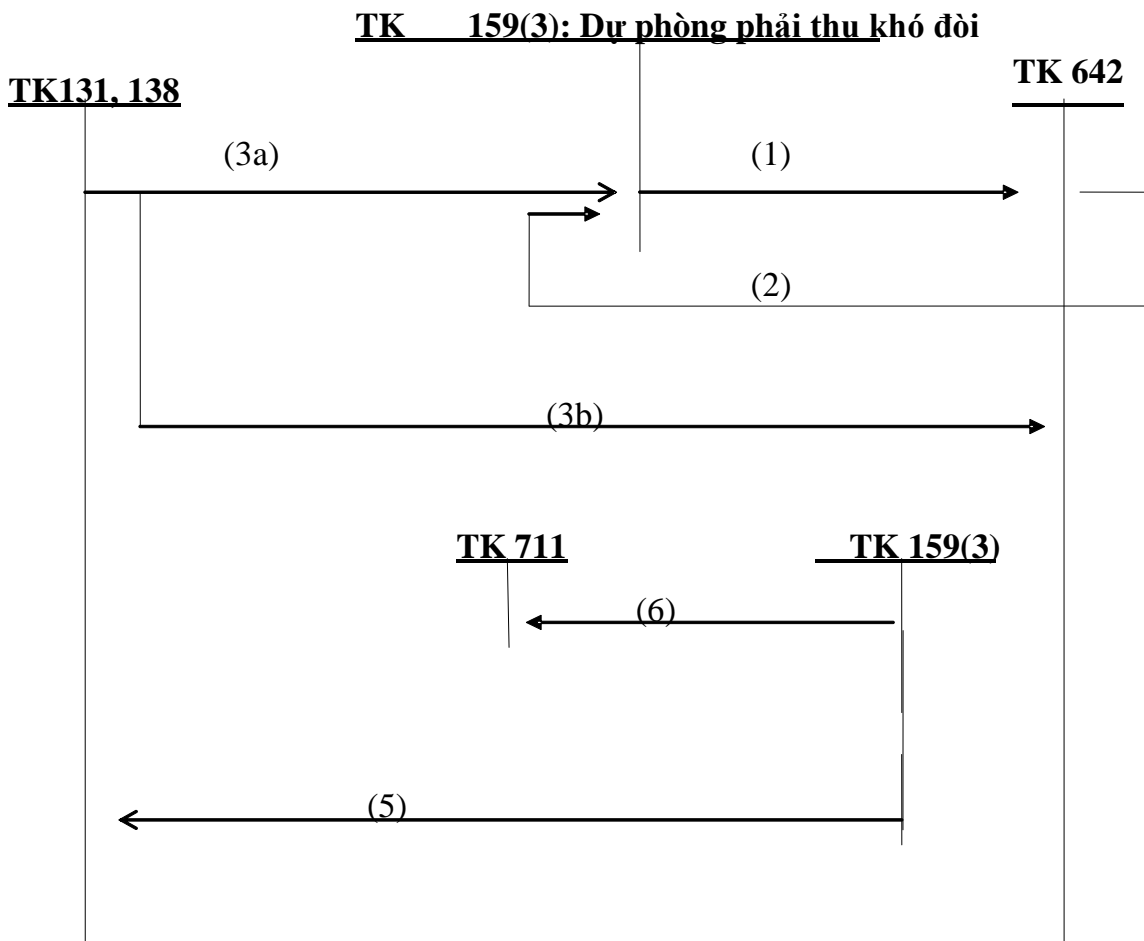 TK 159(3): Dự phòng phải thu khó đòi
TK 642
TK131, 138
(3a)
(1)
(2)
(3b)
TK 711
TK 159(3)
(6)
(5)